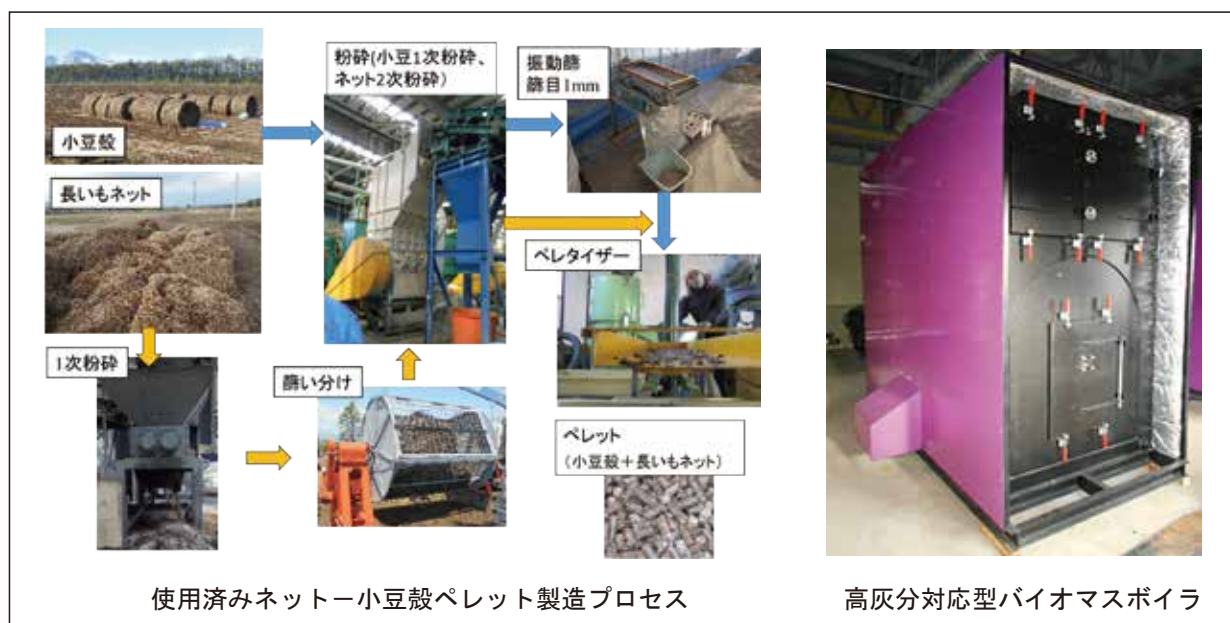 小豆殻
長いもネット
1次粉砕
篩い分け
粉砕(小豆1次粉砕、
ネット2次粉砕)
振動篩
篩目1mm
ペレタイザー
ペレット
(小豆殻+長いもネット)
使用済みネット－小豆殻ペレット製造プロセス
高灰分対応型バイオマスボイラ